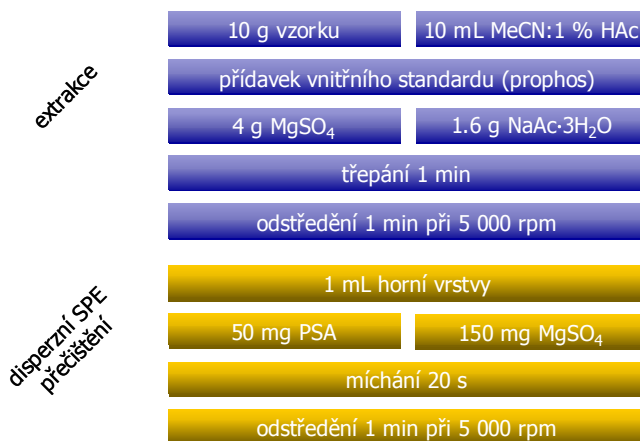 extrakce
10 g vzorku
10 mL MeCN:1 % HAc
přídavek vnitřního standardu (prophos)
4 g MgSO₄
1.6 g NaAc·3H₂O
třepání 1 min
odstředění 1 min při 5 000 rpm
disperzní SPE
přečištění
1 mL horní vrstvy
50 mg PSA
150 mg MgSO₄
míchání 20 s
odstředění 1 min při 5 000 rpm